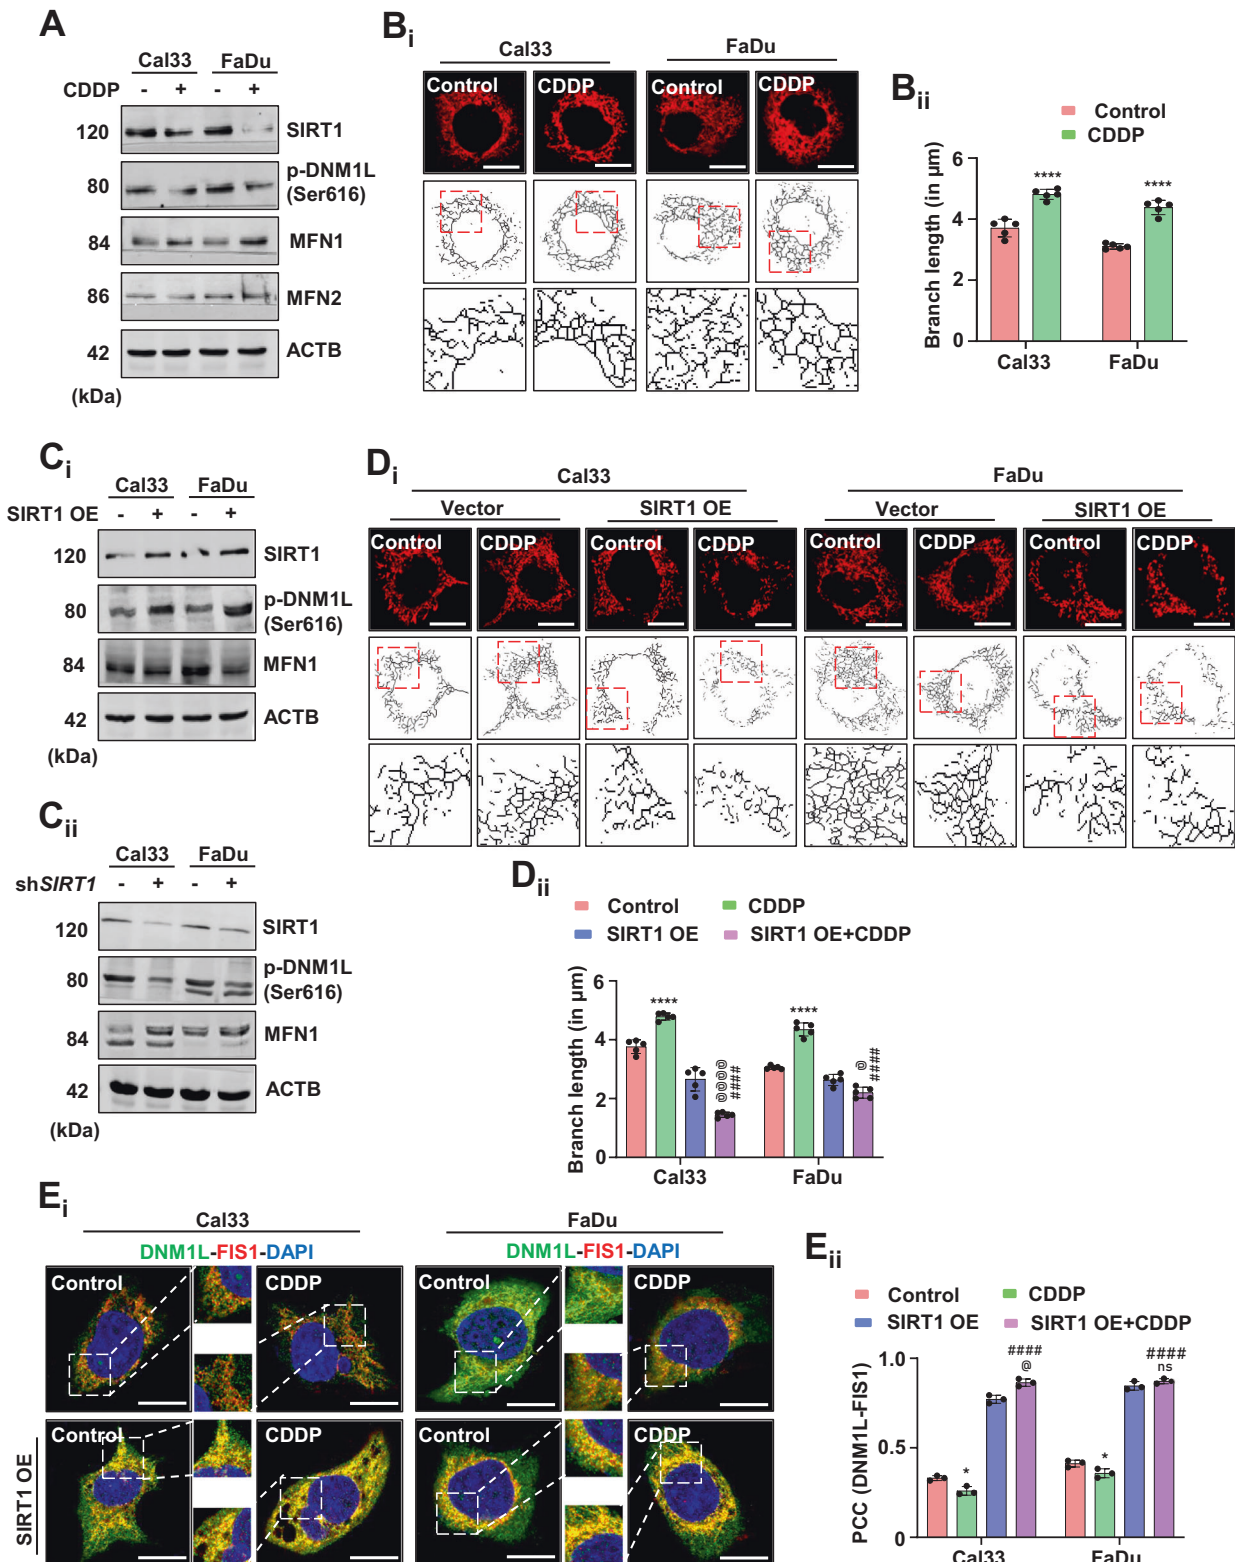 A
Cal33 FaDu
CDDP - + - +
120 SIRT1
80 p-DNM1L
(Ser616)
84 MFN1
86 MFN2
42 ACTB
(kDa)
Bi
Cal33 FaDu
Control CDDP Control CDDP
Bii
Control
CDDP
Branch length (in µm)
6
4
2
0
**** ****
Cal33 FaDu
Ci
Cal33 FaDu
SIRT1 OE - + - +
120 SIRT1
80 p-DNM1L
(Ser616)
84 MFN1
42 ACTB
(kDa)
Cii
Cal33 FaDu
shSIRT1 - + - +
120 SIRT1
80 p-DNM1L
(Ser616)
84 MFN1
42 ACTB
(kDa)
Di
Cal33 FaDu
Vector SIRT1 OE Vector SIRT1 OE
Control CDDP Control CDDP Control CDDP Control CDDP
Dii
Control CDDP
SIRT1 OE SIRT1 OE+CDDP
Branch length (in µm)
6
4
2
0
**** @@@@ #### **** @ ####
Cal33 FaDu
Ei
Cal33 FaDu
DNM1L-FIS1-DAPI DNM1L-FIS1-DAPI
Control CDDP Control CDDP
SIRT1 OE
Control CDDP Control CDDP
Eii
Control CDDP
SIRT1 OE SIRT1 OE+CDDP
PCC (DNM1L-FIS1)
1.0
0.5
0
* #### @ * #### ns
Cal33 FaDu